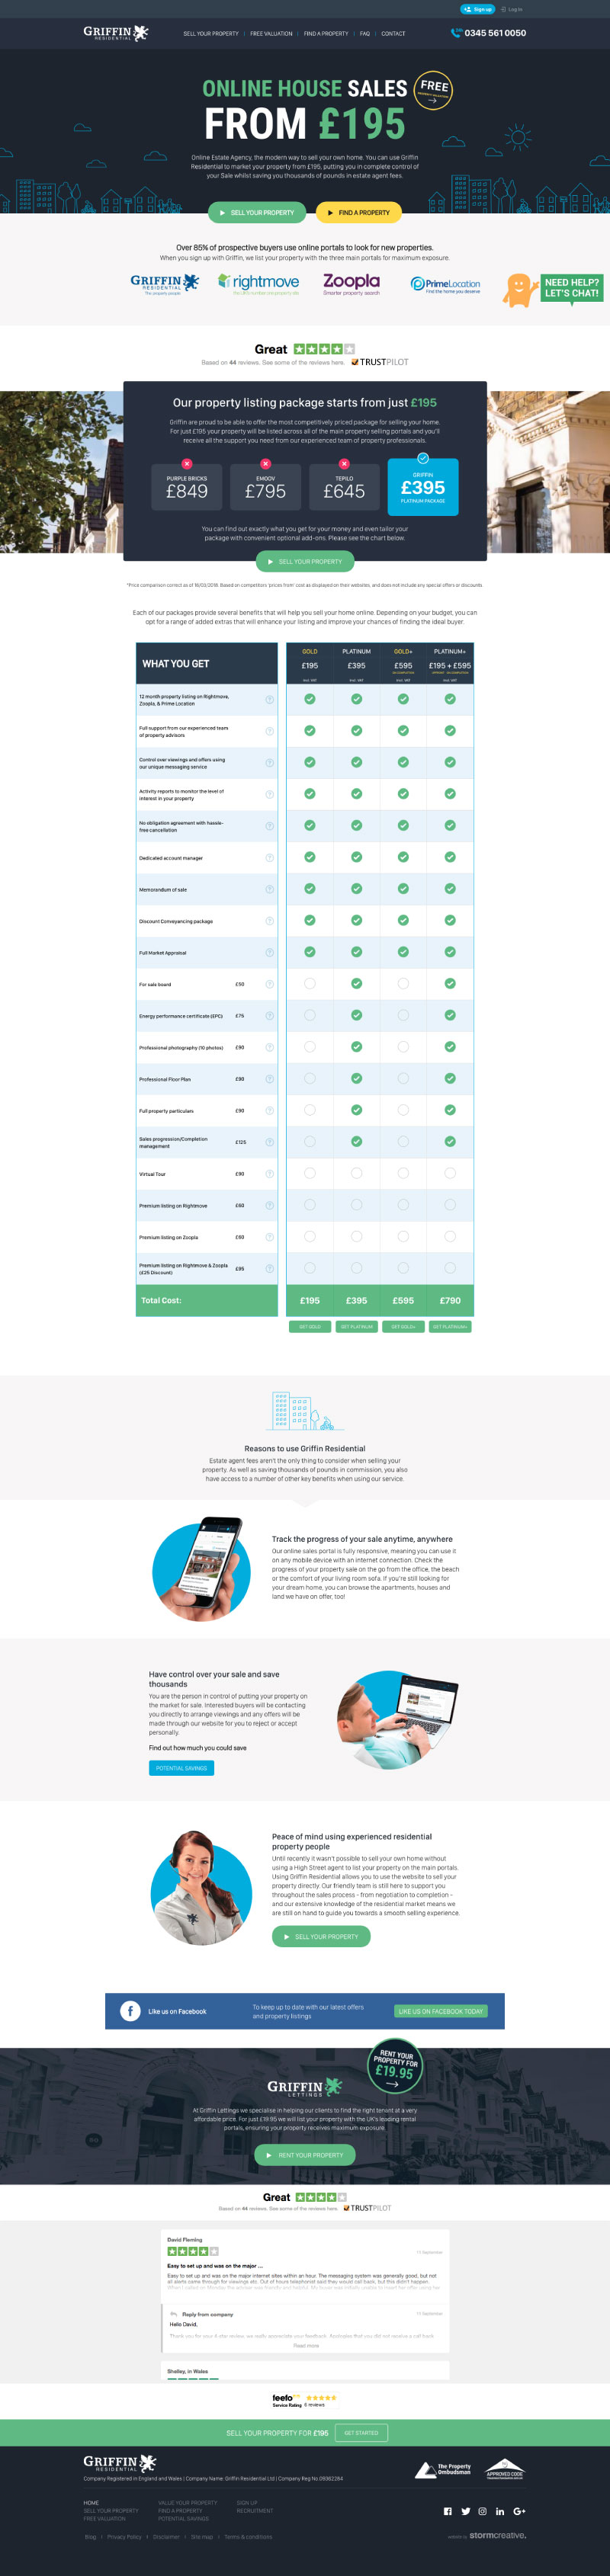 Sign up
Log in
GRIFFIN
RESIDENTIAL
SELL YOUR PROPERTY | FREE VALUATION | FIND A PROPERTY | FAQ | CONTACT
0345 561 0050
ONLINE HOUSE SALES
FREE
FROM £195
Online Estate Agency, the modern way to sell your own home. You can use Griffin
Residential to market your property from £195, putting you in complete control of
your Sale whilst saving you thousands of pounds in estate agent fees.
SELL YOUR PROPERTY
FIND A PROPERTY
Over 85% of prospective buyers use online portals to look for new properties.
When you sign up with Griffin, we list your property with the three main portals for maximum exposure.
GRIFFIN
RESIDENTIAL
The property people
rightmove
Zoopla
Smarter property search
PrimeLocation
Find the home you deserve
NEED HELP?
LET'S CHAT!
Great
Based on 44 reviews. See some of the reviews here. TRUSTPILOT
Our property listing package starts from just £195
Griffin are proud to be able to offer the most competitively priced package for selling your home.
For just £195 your property will be listed across all of the main property selling portals and you'll
receive all the support you need from our experienced team of property professionals.
PURPLE BRICKS
£849
EMOOV
£795
TEPILO
£645
GRIFFIN
£395
PLATINUM PACKAGE
You can find out exactly what you get for your money and even tailor your
package with convenient optional add-ons. Please see the chart below.
SELL YOUR PROPERTY
*Price comparison correct as of 16/03/2018. Based on competitors 'prices from' cost as displayed on their websites, and does not include any special offers or discounts
Each of our packages provide several benefits that will help you sell your home online. Depending on your budget, you can
opt for a range of added extras that will enhance your listing and improve your chances of finding the ideal buyer.
WHAT YOU GET
GOLD
£195
incl. VAT
PLATINUM
£395
incl. VAT
GOLD+
£595
ON COMPLETION
incl. VAT
PLATINUM+
£195 + £595
UPFRONT ON COMPLETION
incl. VAT
12 month property listing on Rightmove,
Zoopla, & Prime Location
Full support from our experienced team
of property advisors
Control over viewings and offers using
our unique messaging service
Activity reports to monitor the level of
interest in your property
No obligation agreement with hassle-
free cancellation
Dedicated account manager
Memorandum of sale
Discount Conveyancing package
Full Market Appraisal
For sale board £50
Energy performance certificate (EPC) £75
Professional photography (10 photos) £90
Professional Floor Plan £90
Full property particulars £90
Sales progression/Completion
management £125
Virtual Tour £90
Premium listing on Rightmove £60
Premium listing on Zoopla £60
Premium listing on Rightmove & Zoopla
(£25 Discount) £95
Total Cost: £195 £395 £595 £790
GET GOLD GET PLATINUM GET GOLD+ GET PLATINUM+
Reasons to use Griffin Residential
Estate agent fees aren't the only thing to consider when selling your
property. As well as saving thousands of pounds in commission, you also
have access to a number of other key benefits when using our service.
Track the progress of your sale anytime, anywhere
Our online sales portal is fully responsive, meaning you can use it
on any mobile device with an internet connection. Check the
progress of your property sale on the go from the office, the beach
or the comfort of your living room sofa. If you're still looking for
your dream home, you can browse the apartments, houses and
land we have on offer, too!
Have control over your sale and save
thousands
You are the person in control of putting your property on
the market for sale. Interested buyers will be contacting
you directly to arrange viewings and any offers will be
made through our website for you to reject or accept
personally.
Find out how much you could save
POTENTIAL SAVINGS
Peace of mind using experienced residential
property people
Until recently it wasn't possible to sell your own home without
using a High Street agent to list your property on the main portals.
Using Griffin Residential allows you to use the website to sell your
property directly. Our friendly team is still here to support you
throughout the sales process - from negotiation to completion -
and our extensive knowledge of the residential market means we
are still on hand to guide you towards a smooth selling experience.
SELL YOUR PROPERTY
Like us on Facebook
To keep up to date with our latest offers
and property listings
LIKE US ON FACEBOOK TODAY
RENT YOUR
PROPERTY FOR
£19.95
GRIFFIN
LETTINGS
At Griffin Lettings we specialise in helping our clients to find the right tenant at a very
affordable price. For just £19.95 we will list your property with the UK's leading rental
portals, ensuring your property receives maximum exposure.
RENT YOUR PROPERTY
Great
Based on 44 reviews. See some of the reviews here. TRUSTPILOT
David Fleming
11 September
Easy to set up and was on the major ...
Easy to set up and was on the major internet sites within an hour. The messaging system was generally good, but not
all alerts came through for viewings etc. Out of hours telephonist said they would call back, but this didn't happen.
Reply from company
11 September
Hello David,
Thank you for your 4 star review, we really appreciate your feedback. Apologies that you did not receive a call back
Read more
Shelley, in Wales
feefo
Service Rating 6 reviews
SELL YOUR PROPERTY FOR £195
GET STARTED
GRIFFIN
RESIDENTIAL
Company Registered in England and Wales | Company Name: Griffin Residential Ltd | Company Reg No.09362284
The Property
Ombudsman
APPROVED CODE
HOME
SELL YOUR PROPERTY
FREE VALUATION
VALUE YOUR PROPERTY
FIND A PROPERTY
POTENTIAL SAVINGS
SIGN UP
RECRUITMENT
Blog | Privacy Policy | Disclaimer | Site map | Terms & conditions
website by stormcreative.